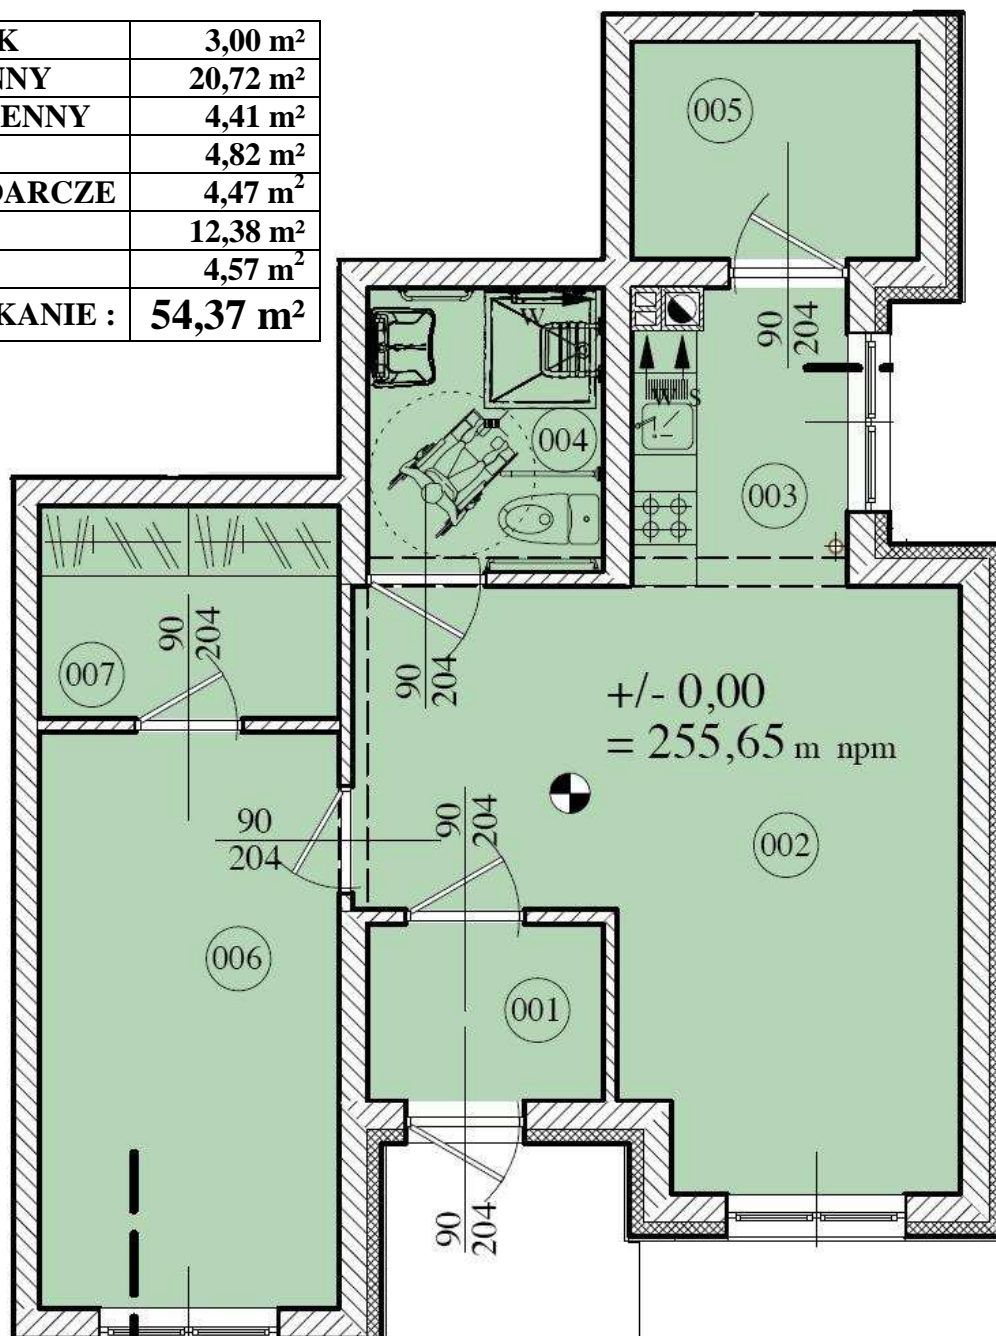 K 3,00 m²
NNY 20,72 m²
ENNY 4,41 m²
4,82 m²
DARCZE 4,47 m²
12,38 m²
4,57 m²
KANIE : 54,37 m²
005
90
204
W
004
W S
003
90
204
007
90
204
+/- 0,00
= 255,65 m npm
90
204
90
204
002
006
001
90
204